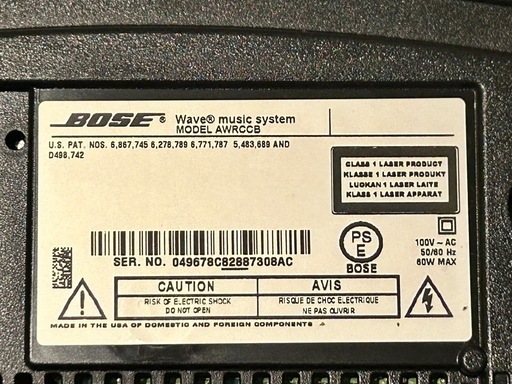 BOSE® Wave® music system
MODEL AWRCCB
U.S. PAT. NOS. 6,867,745 6,278,789 6,771,787 5,483,689 AND
D498,742
CLASS 1 LASER PRODUCT
KLASSE 1 LASER PRODUKT
LUOKAN 1 LASER LAITE
KLASS 1 LASER APPARAT
PS
E
BOSE
100V ~ AC
50/60 Hz
60W MAX
SER. NO. 049678C82687308AC
CAUTION
RISK OF ELECTRIC SHOCK
DO NOT OPEN
AVIS
RISQUE DE CHOC ELECTRIQUE
NE PAS OUVRIR
MADE IN THE USA OF DOMESTIC AND FOREIGN COMPONENTS